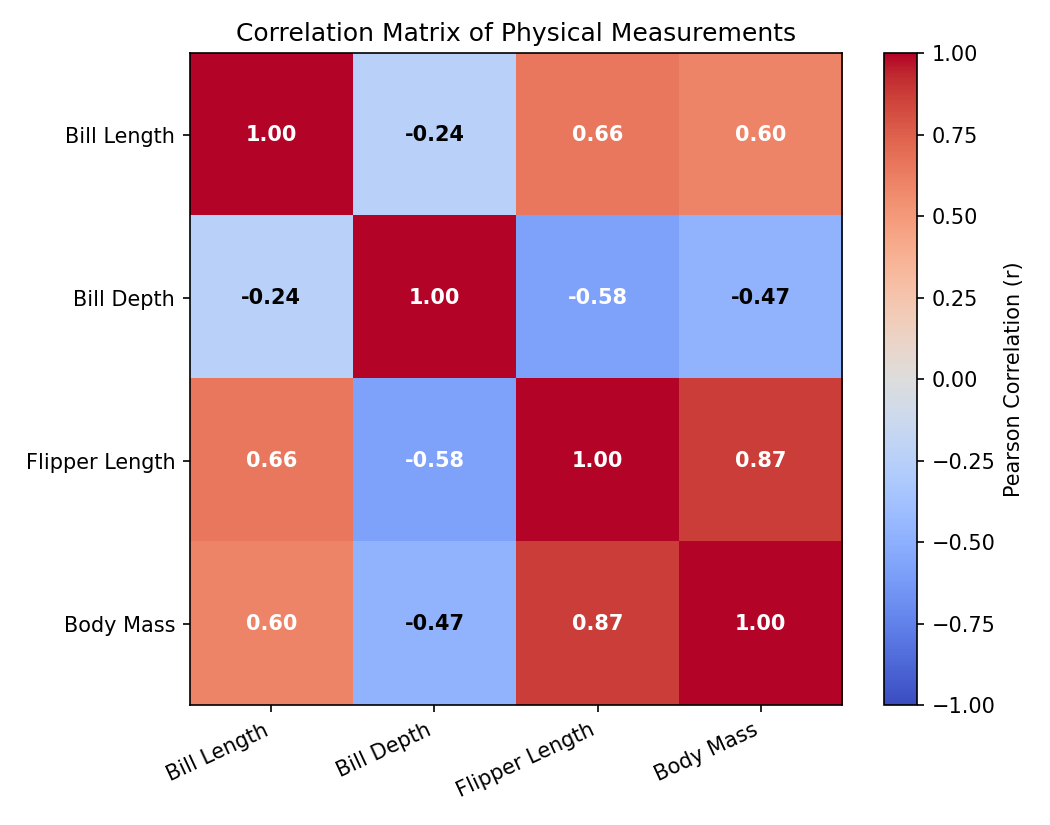 Correlation Matrix of Physical Measurements
Bill Length 1.00 -0.24 0.66 0.60
Bill Depth -0.24 1.00 -0.58 -0.47
Flipper Length 0.66 -0.58 1.00 0.87
Body Mass 0.60 -0.47 0.87 1.00
Bill Length Bill Depth Flipper Length Body Mass
1.00
0.75
0.50
0.25
0.00
−0.25
−0.50
−0.75
−1.00
Pearson Correlation (r)